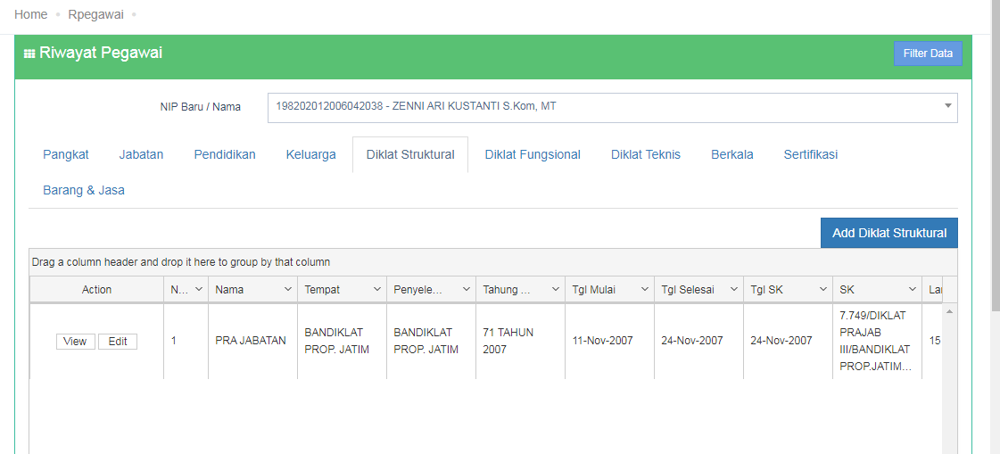 Home • Rpegawai •
Riwayat Pegawai
Filter Data
NIP Baru / Nama
198202012006042038 - ZENNI ARI KUSTANTI S.Kom, MT
Pangkat Jabatan Pendidikan Keluarga Diklat Struktural Diklat Fungsional Diklat Teknis Berkala Sertifikasi
Barang & Jasa
Add Diklat Struktural
Drag a column header and drop it here to group by that column
Action N... Nama Tempat Penyele... Tahung ... Tgl Mulai Tgl Selesai Tgl SK SK Lai
View Edit 1 PRA JABATAN
BANDIKLAT
PROP. JATIM
BANDIKLAT
PROP. JATIM
71 TAHUN
2007
11-Nov-2007 24-Nov-2007 24-Nov-2007
7.749/DIKLAT
PRAJAB
III/BANDIKLAT
PROP.JATIM...
15